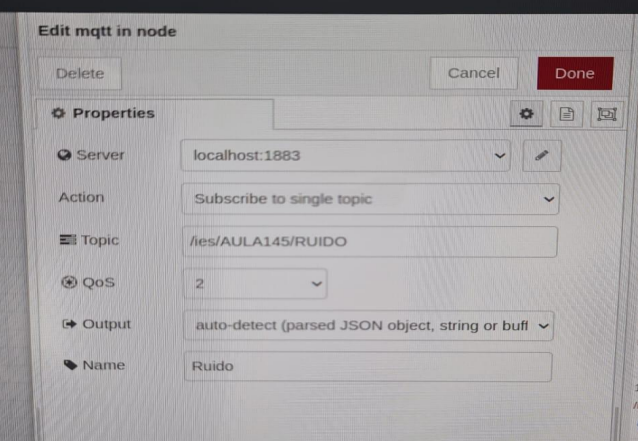 Edit mqtt in node
Delete
Cancel
Done
Properties
Server
localhost:1883
Action
Subscribe to single topic
Topic
/ies/AULA145/RUIDO
QoS
2
Output
auto-detect (parsed JSON object, string or buff
Name
Ruido